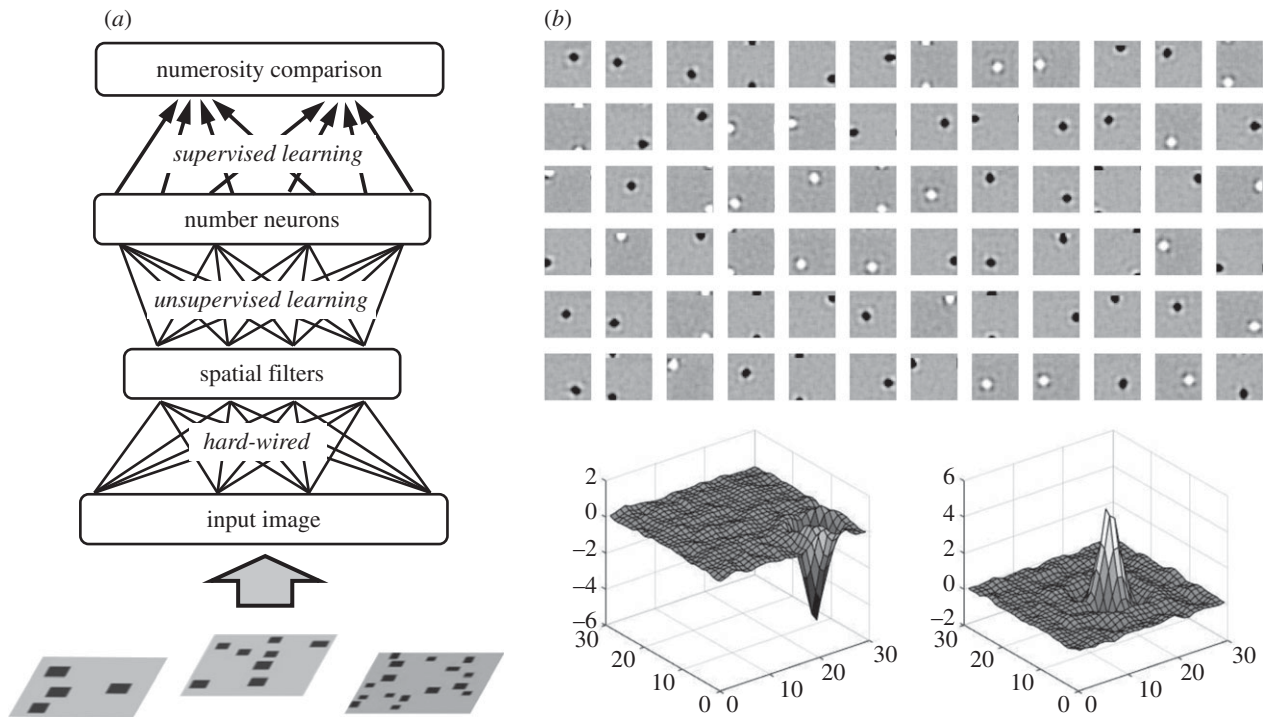 (a)
numerosity comparison
supervised learning
number neurons
unsupervised learning
spatial filters
hard-wired
input image
(b)
2
0
−2
−4
−6
30
20
10
0 0
10
20
30
6
4
2
0
−2
30
20
10
0 0
10
20
30